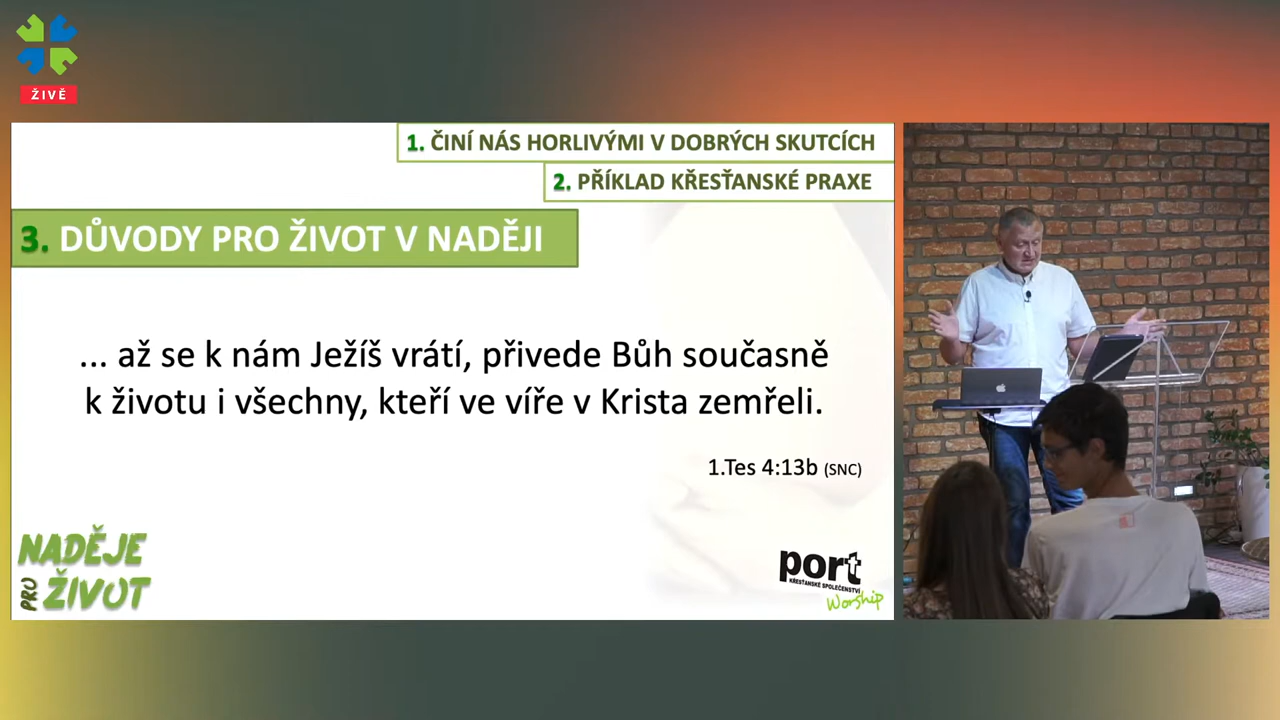 ŽIVĚ
1. ČINÍ NÁS HORLIVÝMI V DOBRÝCH SKUTCÍCH
2. PŘÍKLAD KŘESŤANSKÉ PRAXE
3. DŮVODY PRO ŽIVOT V NADĚJI
... až se k nám Ježíš vrátí, přivede Bůh současně
k životu i všechny, kteří ve víře v Krista zemřeli.
1.Tes 4:13b (SNC)
NADĚJE
PRO ŽIVOT
port
KŘESŤANSKÉ SPOLEČENSTVÍ
Worship